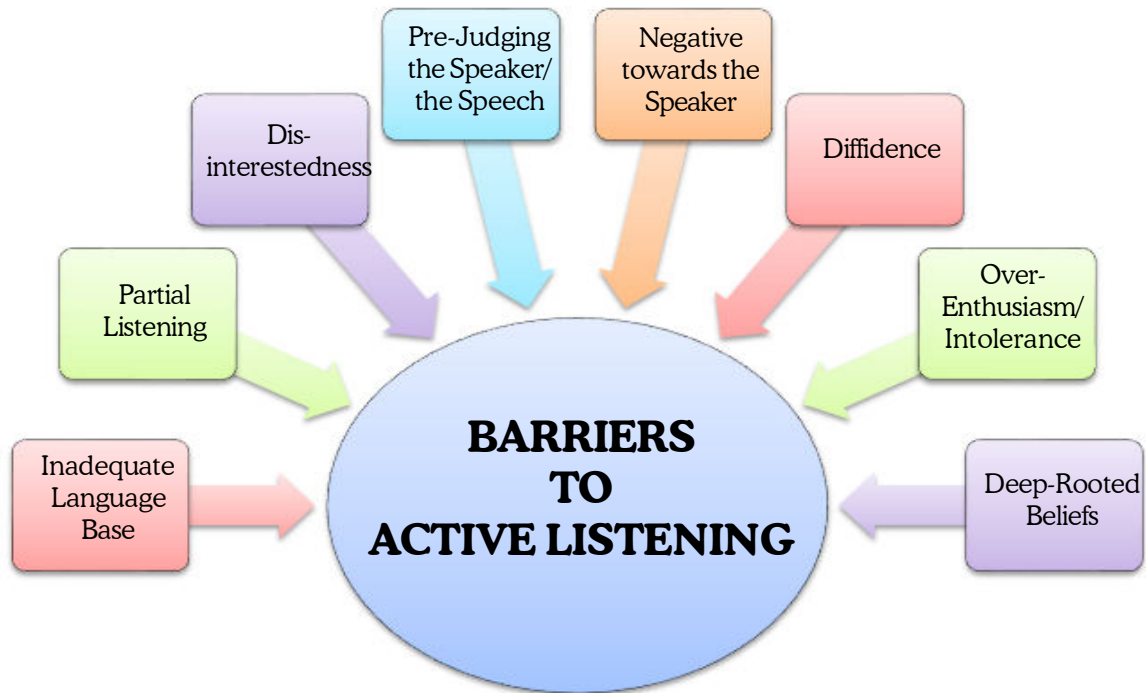 Pre-Judging
the Speaker/
the Speech
Negative
towards the
Speaker
Dis-
interestedness
Diffidence
Partial
Listening
Over-
Enthusiasm/
Intolerance
Inadequate
Language
Base
Deep-Rooted
Beliefs
BARRIERS
TO
ACTIVE LISTENING